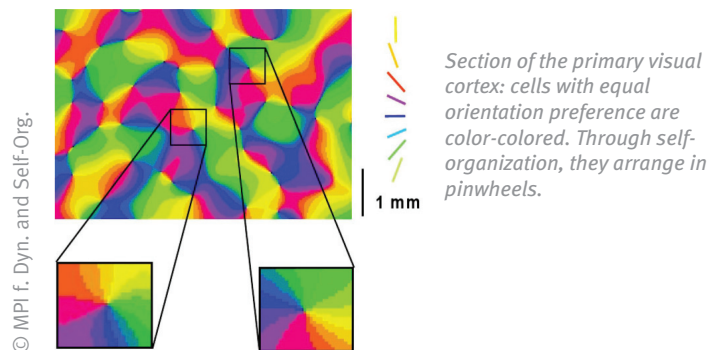 © MPI f. Dyn. and Self-Org.
Section of the primary visual
cortex: cells with equal
orientation preference are
color-colored. Through self-
organization, they arrange in
pinwheels.
1 mm